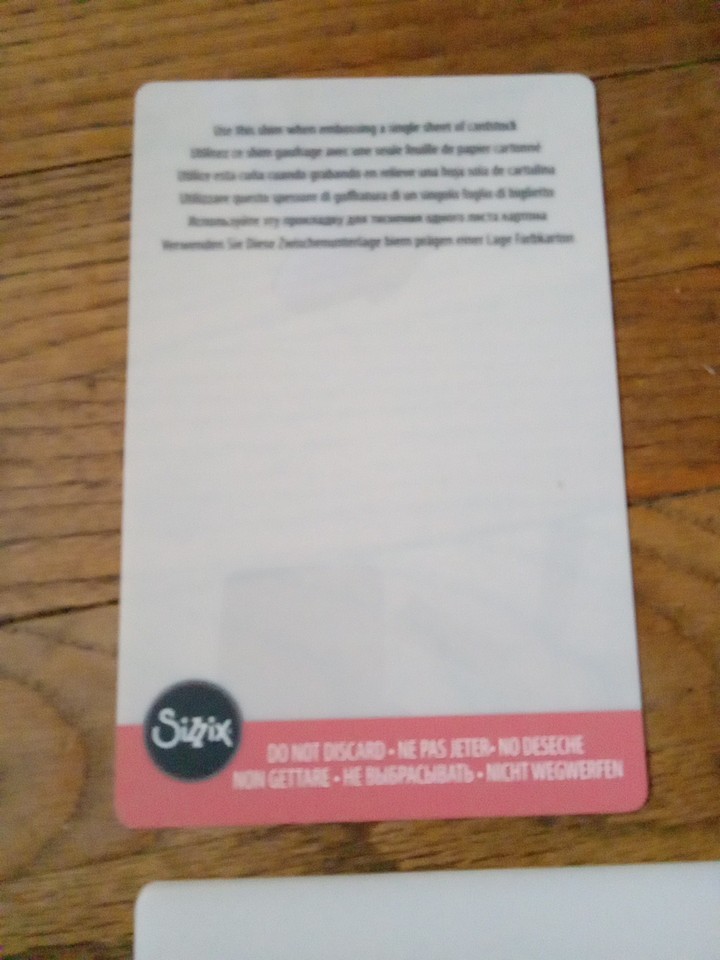 Use this shim when embossing a single sheet of cardstock
Utilisez ce shim gaufrage avec une seule feuille de papier cartonné
Utilice esta cuña cuando grabando en relieve una hoja sola de cartulina
Utilizzare questo spessore di goffratura di un singolo foglio di biglietto
Используйте эту прокладку для тиснения одного листа картона
Verwenden Sie Diese Zwischenunterlage biem prägen einer Lage Farbkarton
Sizzix
DO NOT DISCARD • NE PAS JETER • NO DESECHE
NON GETTARE • НЕ ВЫБРАСЫВАТЬ • NICHT WEGWERFEN